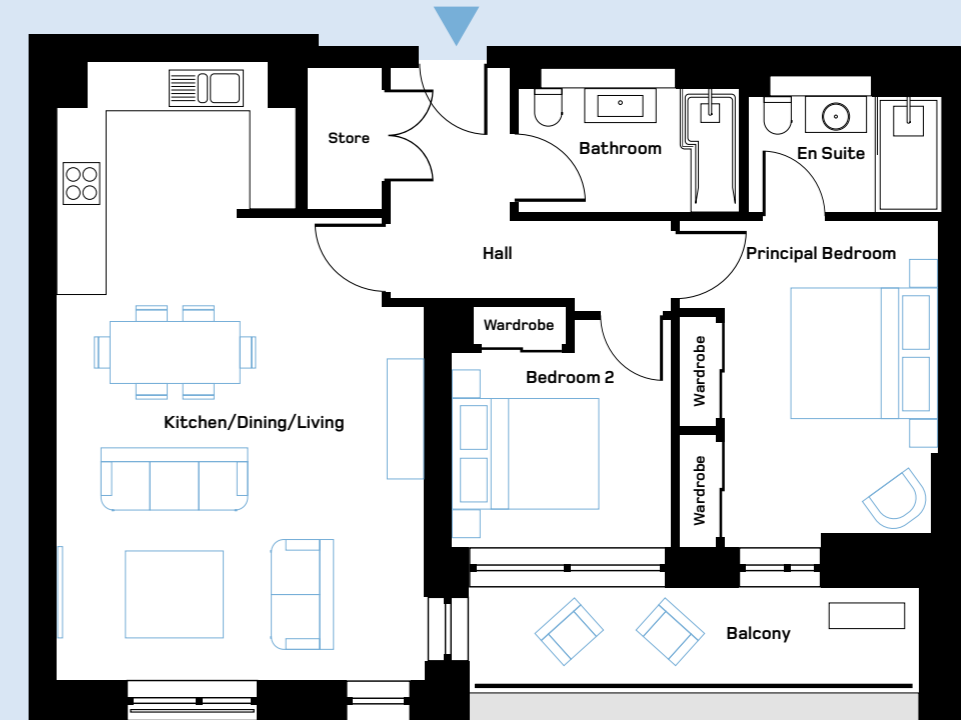 Store
Bathroom
En Suite
Hall
Principal Bedroom
Wardrobe
Wardrobe
Bedroom 2
Kitchen/Dining/Living
Wardrobe
Balcony